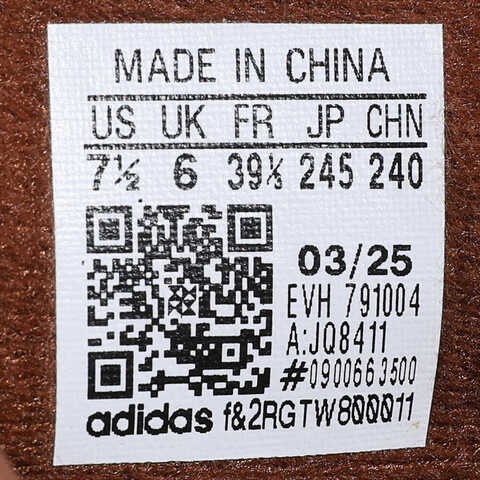 MADE IN CHINA
US UK FR JP CHN
7½ 6 39⅓ 245 240
03/25
EVH 791004
A:JQ8411
#0900663500
adidas f&2RGTW800011